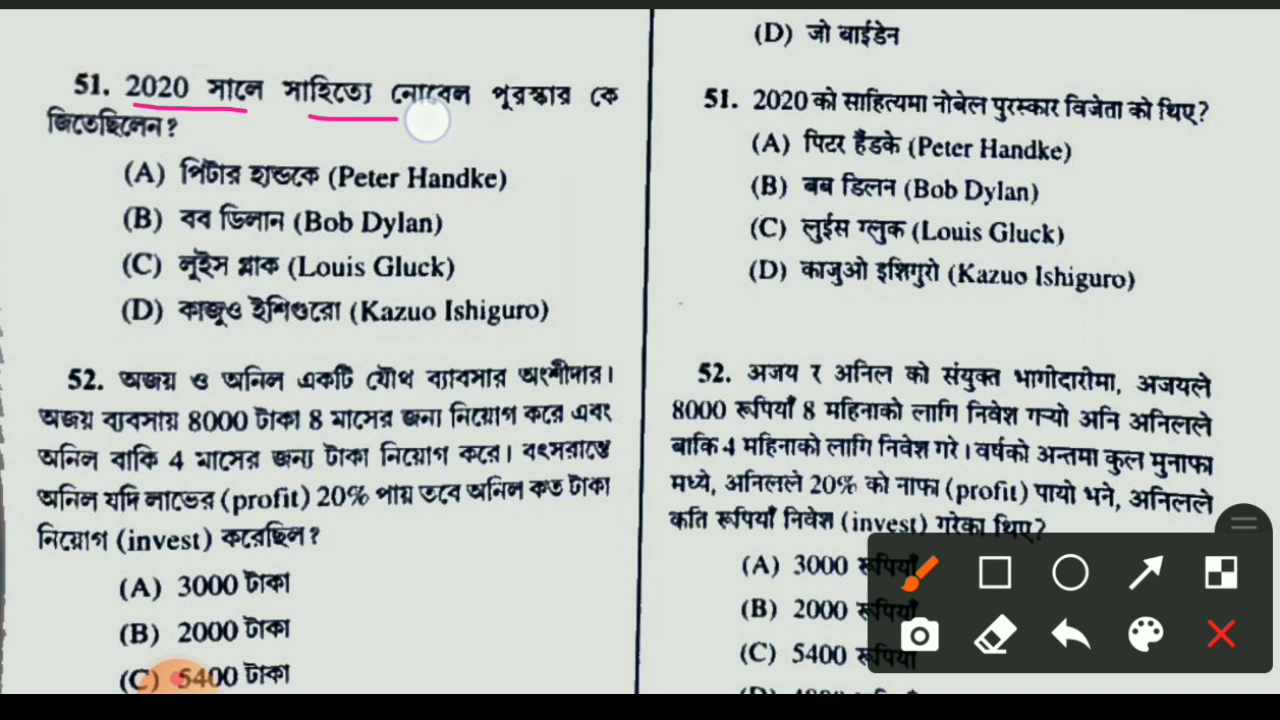 51. 2020 সালে সাহিত্যে নোবেল পুরস্কার কে
জিতেছিলেন?
(A) পিটার হান্ডকে (Peter Handke)
(B) বব ডিলান (Bob Dylan)
(C) লুইস গ্লাক (Louis Gluck)
(D) কাজুও ইশিগুরো (Kazuo Ishiguro)
52. অজয় ও অনিল একটি যৌথ ব্যাবসার অংশীদার।
অজয় ব্যবসায় 8000 টাকা 8 মাসের জন্য নিয়োগ করে এবং
অনিল বাকি 4 মাসের জন্য টাকা নিয়োগ করে। বৎসরান্তে
অনিল যদি লাভের (profit) 20% পায় তবে অনিল কত টাকা
নিয়োগ (invest) করেছিল?
(A) 3000 টাকা
(B) 2000 টাকা
(C) 5400 টাকা
(D) जो बाईडेन
51. 2020 को साहित्यमा नोबेल पुरस्कार विजेता को थिए?
(A) पिटर हैंडके (Peter Handke)
(B) बब डिलन (Bob Dylan)
(C) लुईस ग्लुक (Louis Gluck)
(D) काजुओ इशिगुरो (Kazuo Ishiguro)
52. अजय र अनिल को संयुक्त भागीदारीमा, अजयले
8000 रूपियाँ 8 महिनाको लागि निवेश गऱ्यो अनि अनिलले
बाकि 4 महिनाको लागि निवेश गरे। वर्षको अन्तमा कुल मुनाफा
मध्ये, अनिलले 20% को नाफा (profit) पायो भने, अनिलले
कति रूपियाँ निवेश (invest) गरेका थिए?
(A) 3000 रूपियाँ
(B) 2000 रूपियाँ
(C) 5400 रूपियाँ